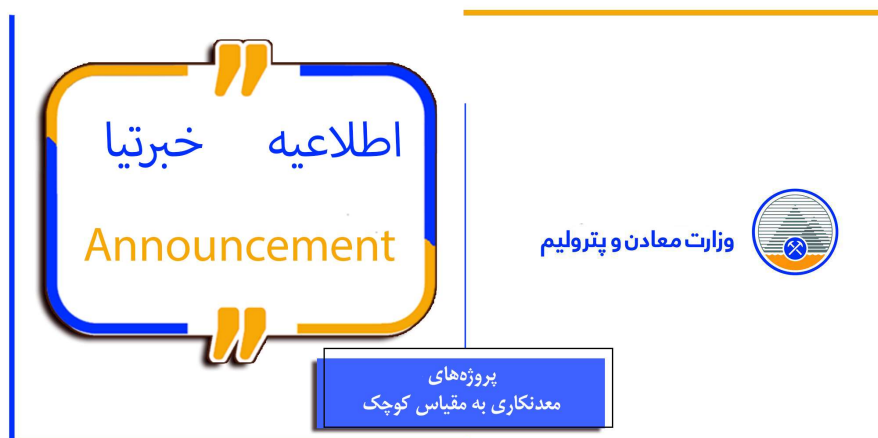 اطلاعیه خبرتیا
Announcement
وزارت معادن و پترولیم
پروژه‌های
معدنکاری به مقیاس کوچک